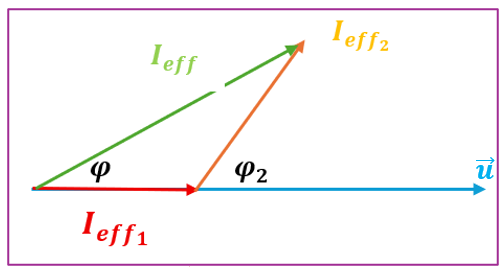 I_eff I_eff₂
φ φ₂ u⃗
I_eff₁